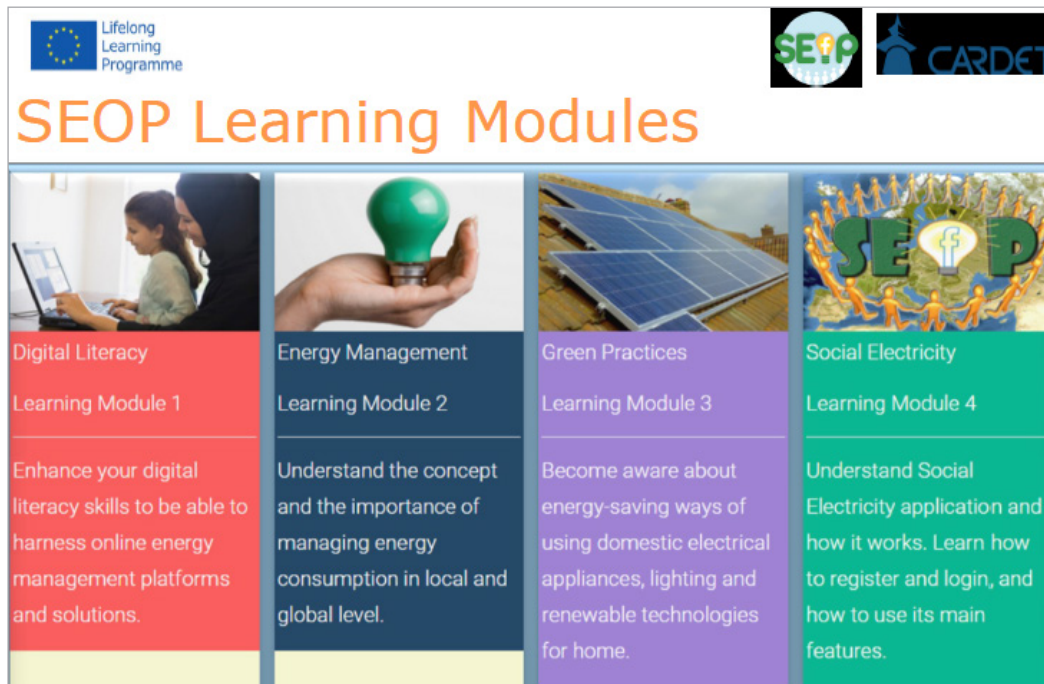 Lifelong
Learning
Programme
SEOP
CARDET
SEOP Learning Modules
SEOP
Digital Literacy
Learning Module 1
Enhance your digital
literacy skills to be able to
harness online energy
management platforms
and solutions.
Energy Management
Learning Module 2
Understand the concept
and the importance of
managing energy
consumption in local and
global level.
Green Practices
Learning Module 3
Become aware about
energy-saving ways of
using domestic electrical
appliances, lighting and
renewable technologies
for home.
Social Electricity
Learning Module 4
Understand Social
Electricity application and
how it works. Learn how
to register and login, and
how to use its main
features.